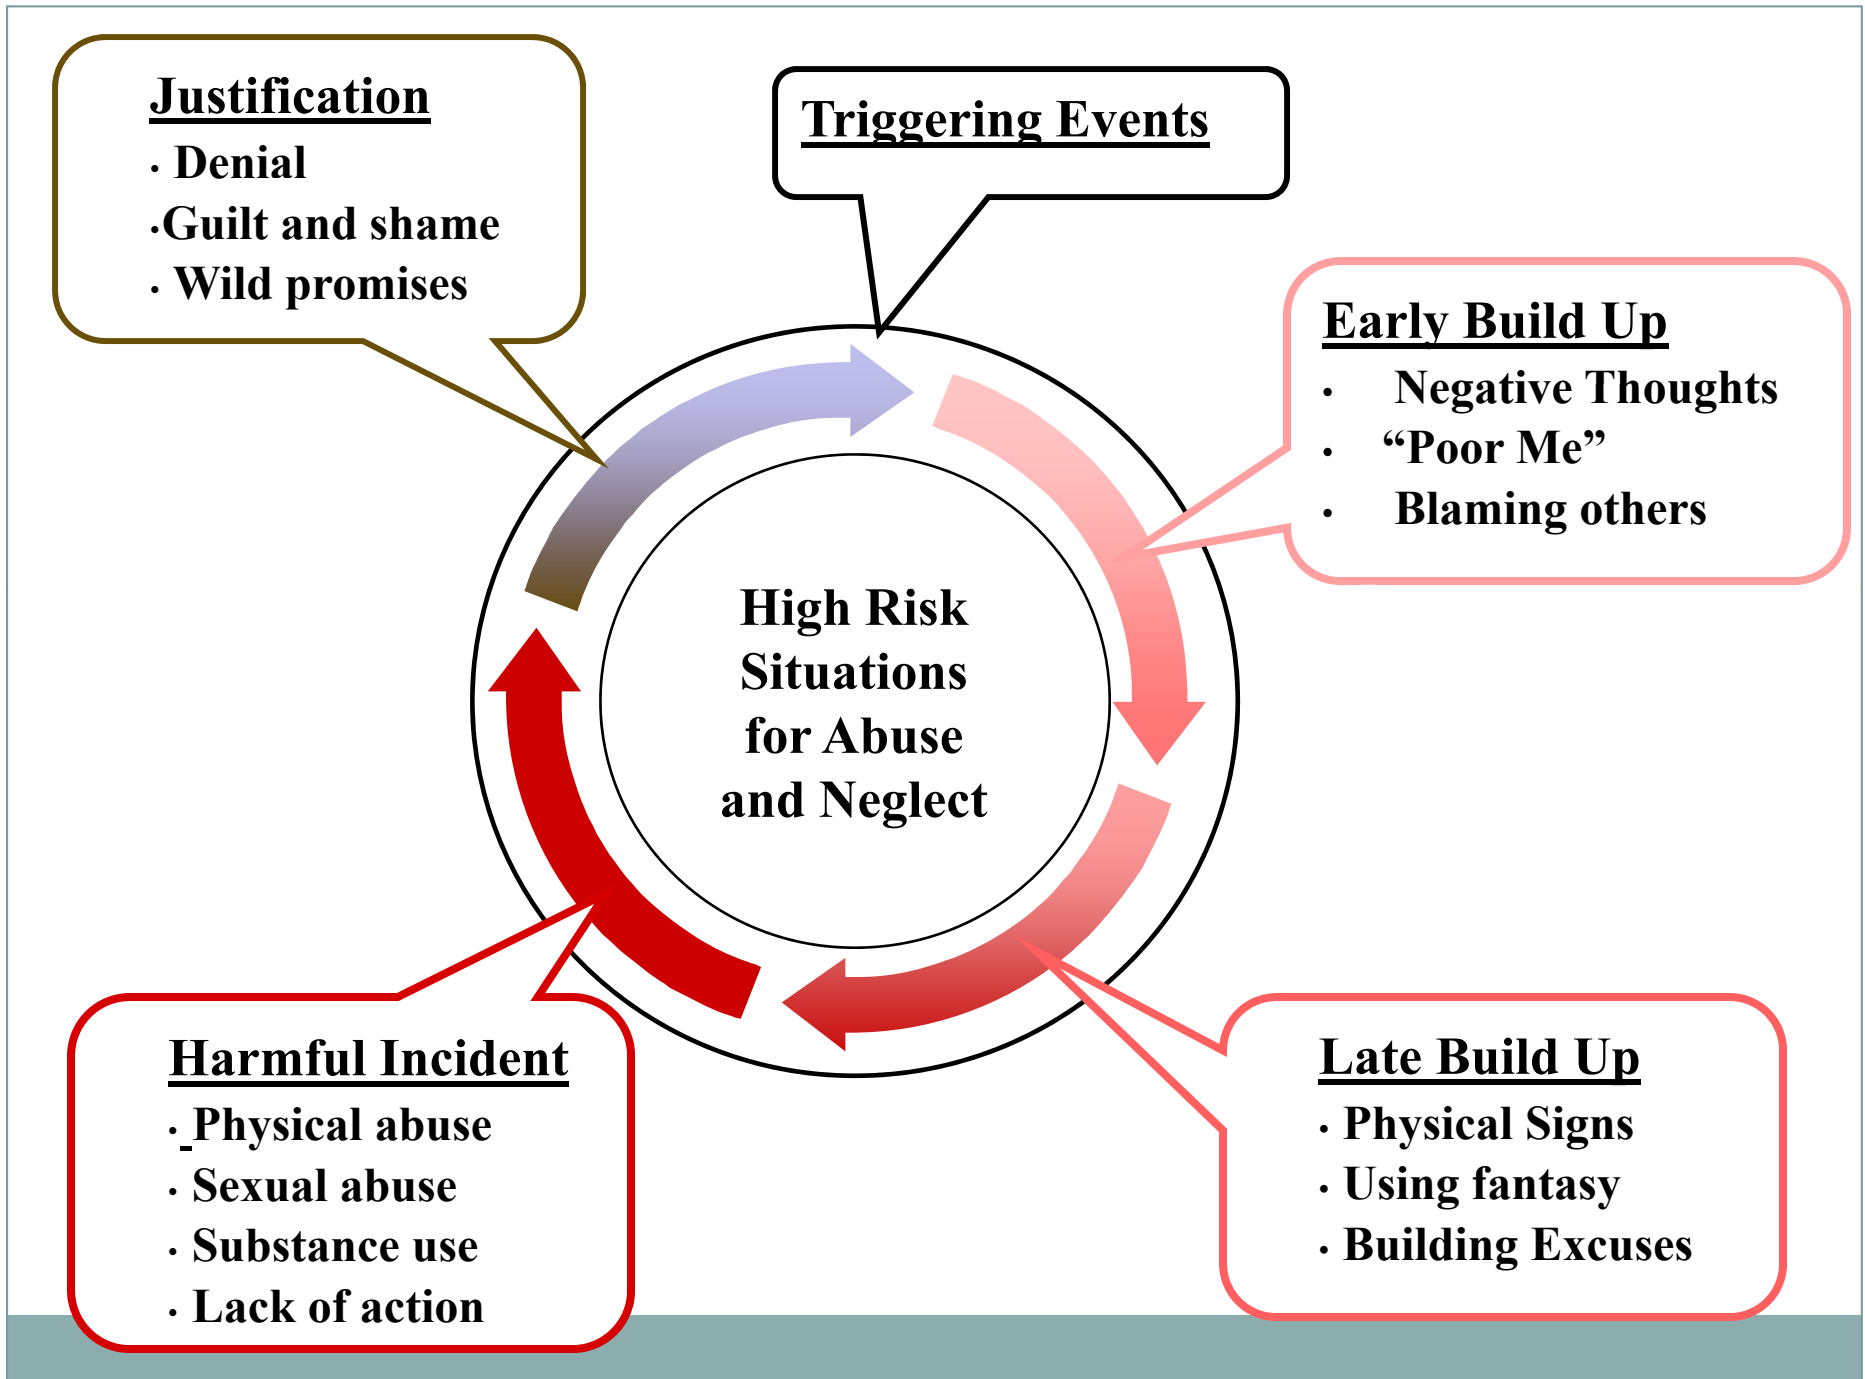 Justification
· Denial
·Guilt and shame
· Wild promises
Triggering Events
Early Build Up
· Negative Thoughts
· “Poor Me”
· Blaming others
High Risk
Situations
for Abuse
and Neglect
Harmful Incident
· Physical abuse
· Sexual abuse
· Substance use
· Lack of action
Late Build Up
· Physical Signs
· Using fantasy
· Building Excuses